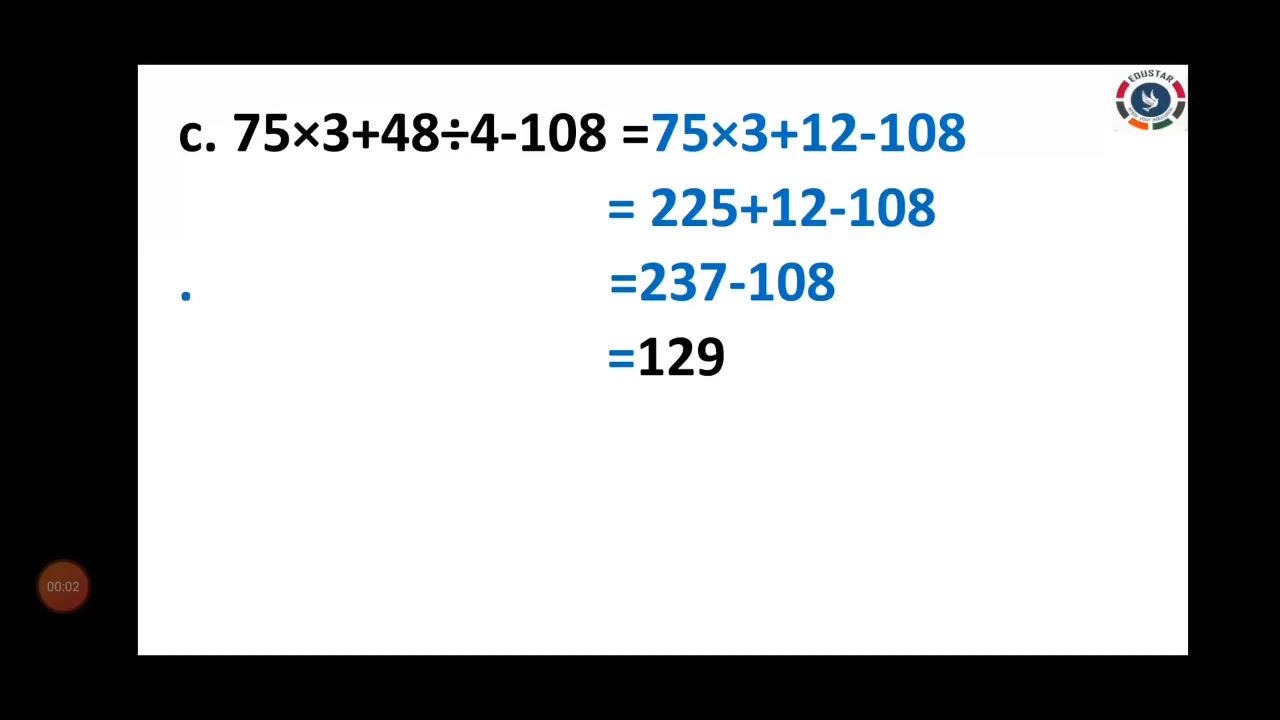 EDUSTAR
c. 75×3+48÷4-108 =75×3+12-108
= 225+12-108
. =237-108
=129
00:02